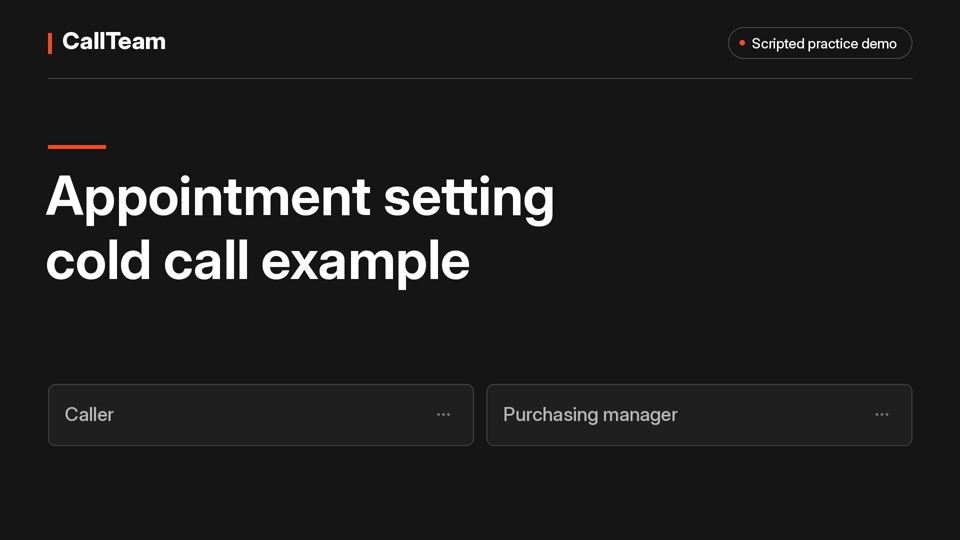 CallTeam
Scripted practice demo
Appointment setting
cold call example
Caller
Purchasing manager